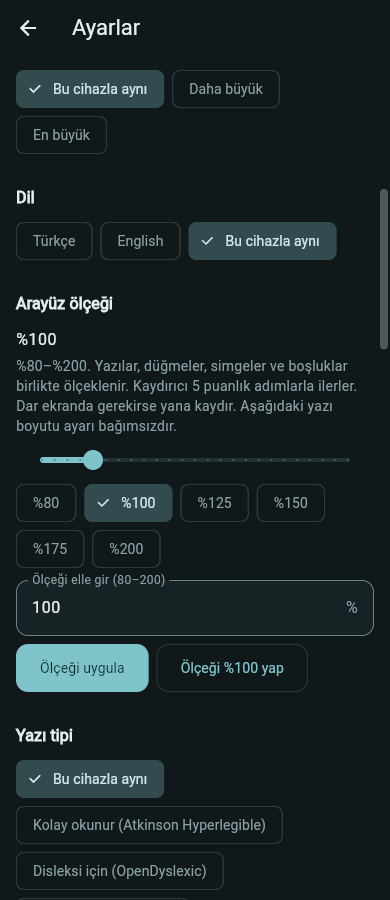 Ayarlar
Bu cihazla aynı
Daha büyük
En büyük
Dil
Türkçe
English
Bu cihazla aynı
Arayüz ölçeği
%100
%80–%200. Yazılar, düğmeler, simgeler ve boşluklar
birlikte ölçeklenir. Kaydırıcı 5 puanlık adımlarla ilerler.
Dar ekranda gerekirse yana kaydır. Aşağıdaki yazı
boyutu ayarı bağımsızdır.
%80
%100
%125
%150
%175
%200
Ölçeği elle gir (80–200)
100 %
Ölçeği uygula
Ölçeği %100 yap
Yazı tipi
Bu cihazla aynı
Kolay okunur (Atkinson Hyperlegible)
Disleksi için (OpenDyslexic)